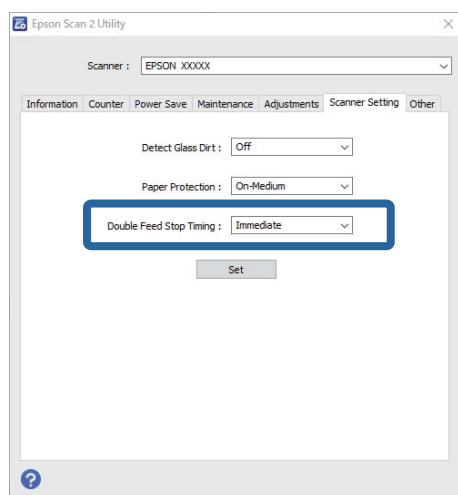 Epson Scan 2 Utility
Scanner : EPSON XXXXX
Information Counter Power Save Maintenance Adjustments Scanner Setting Other
Detect Glass Dirt : Off
Paper Protection : On-Medium
Double Feed Stop Timing : Immediate
Set
?